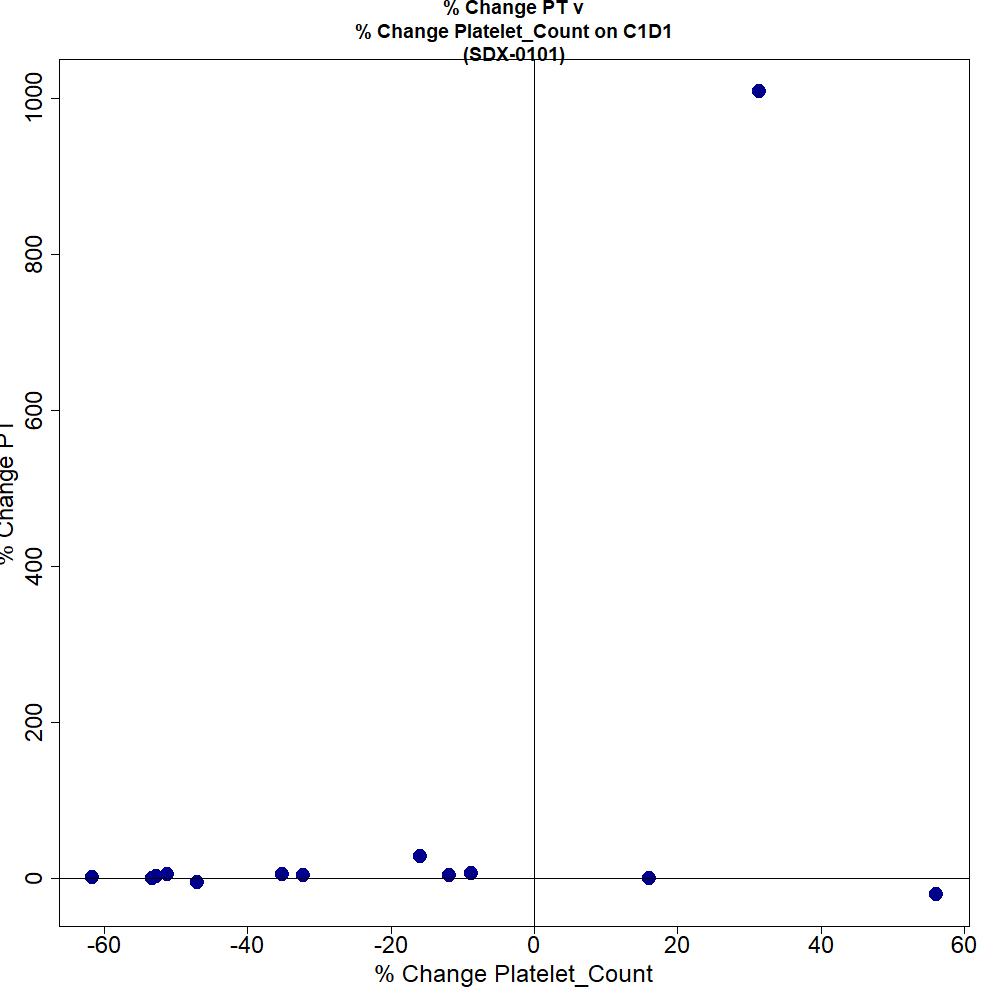 % Change PT v
% Change Platelet_Count on C1D1
(SDX-0101)
1000
800
600
400
200
0
% Change PT
-60 -40 -20 0 20 40 60
% Change Platelet_Count